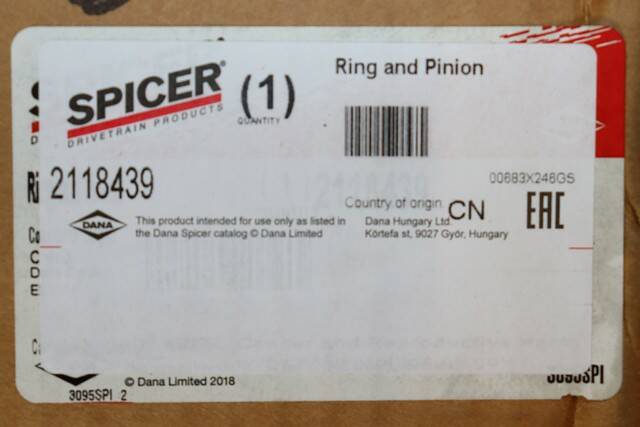 SPICER®
DRIVETRAIN PRODUCTS
(1)
QUANTITY
Ring and Pinion
2118439
00683X246GS
Country of origin: CN
EAC
DANA
This product intended for use only as listed in
the Dana Spicer catalog © Dana Limited
Dana Hungary Ltd.
Körtefa st, 9027 Győr, Hungary
© Dana Limited 2018
3095SPI 2
3095SPI